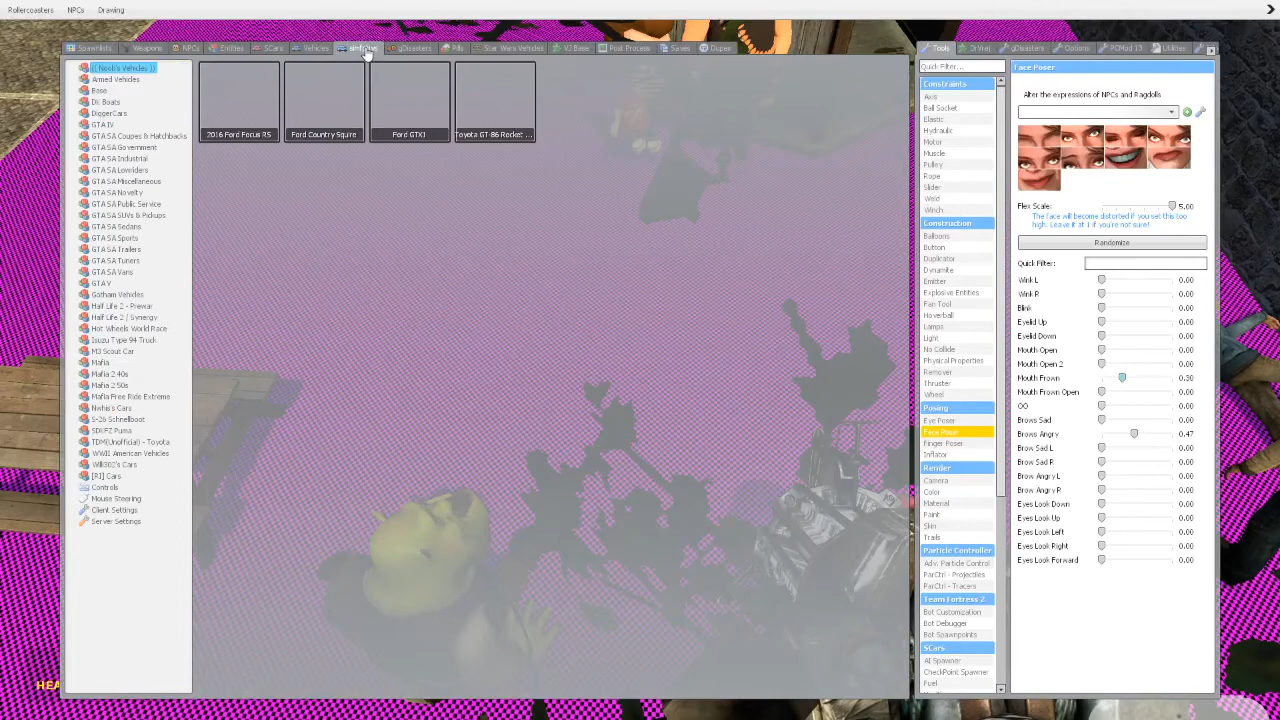 Rollercoasters NPCs Drawing
Spawnlists Weapons NPCs Entities SCars Vehicles simfphys gDisasters Pills Star Wars Vehicles VJ Base Post Process Saves Dupes
(( Noob's Vehicles ))
Armed Vehicles
Base
DK Boats
DiggerCars
GTA IV
GTA SA Coupes & Hatchbacks
GTA SA Government
GTA SA Industrial
GTA SA Lowriders
GTA SA Miscellaneous
GTA SA Novelty
GTA SA Public Service
GTA SA SUVs & Pickups
GTA SA Sedans
GTA SA Sports
GTA SA Trailers
GTA SA Tuners
GTA SA Vans
GTA V
Gotham Vehicles
Half Life 2 - Prewar
Half Life 2 / Synergy
Hot Wheels World Race
Isuzu Type 94 Truck
M3 Scout Car
Mafia
Mafia 2 40s
Mafia 2 50s
Mafia Free Ride Extreme
Nwhis's Cars
S-26 Schnellboot
SDKFZ Puma
TDM(Unofficial) - Toyota
WWII American Vehicles
Willi302's Cars
[RI] Cars
Controls
Mouse Steering
Client Settings
Server Settings
2016 Ford Focus RS
Ford Country Squire
Ford GTX1
Toyota GT-86 Rocket ...
HEA
Tools gDisasters Options PCMod 13 Utilities
Quick Filter...
Constraints
Axis
Ball Socket
Elastic
Hydraulic
Motor
Muscle
Pulley
Rope
Slider
Weld
Winch
Construction
Balloons
Button
Duplicator
Dynamite
Emitter
Explosive Entities
Fan Tool
Hoverball
Lamps
Light
No Collide
Physical Properties
Remover
Thruster
Wheel
Posing
Eye Poser
Face Poser
Finger Poser
Inflator
Render
Camera
Color
Material
Paint
Skin
Trails
Particle Controller
Adv. Particle Control
ParCtrl - Projectiles
ParCtrl - Tracers
Team Fortress 2
Bot Customization
Bot Debugger
Bot Spawnpoints
SCars
AI Spawner
CheckPoint Spawner
Fuel
Face Poser
Alter the expressions of NPCs and Ragdolls
Flex Scale: 5.00
The face will become distorted if you set this too
high. Leave it at 1 if you're not sure!
Randomize
Quick Filter:
Wink L 0.00
Wink R 0.00
Blink 0.00
Eyelid Up 0.00
Eyelid Down 0.00
Mouth Open 0.00
Mouth Open 2 0.00
Mouth Frown 0.30
Mouth Frown Open 0.00
OO 0.00
Brows Sad 0.00
Brows Angry 0.47
Brow Sad L 0.00
Brow Sad R 0.00
Brow Angry L 0.00
Brow Angry R 0.00
Eyes Look Down 0.00
Eyes Look Up 0.00
Eyes Look Left 0.00
Eyes Look Right 0.00
Eyes Look Forward 0.00